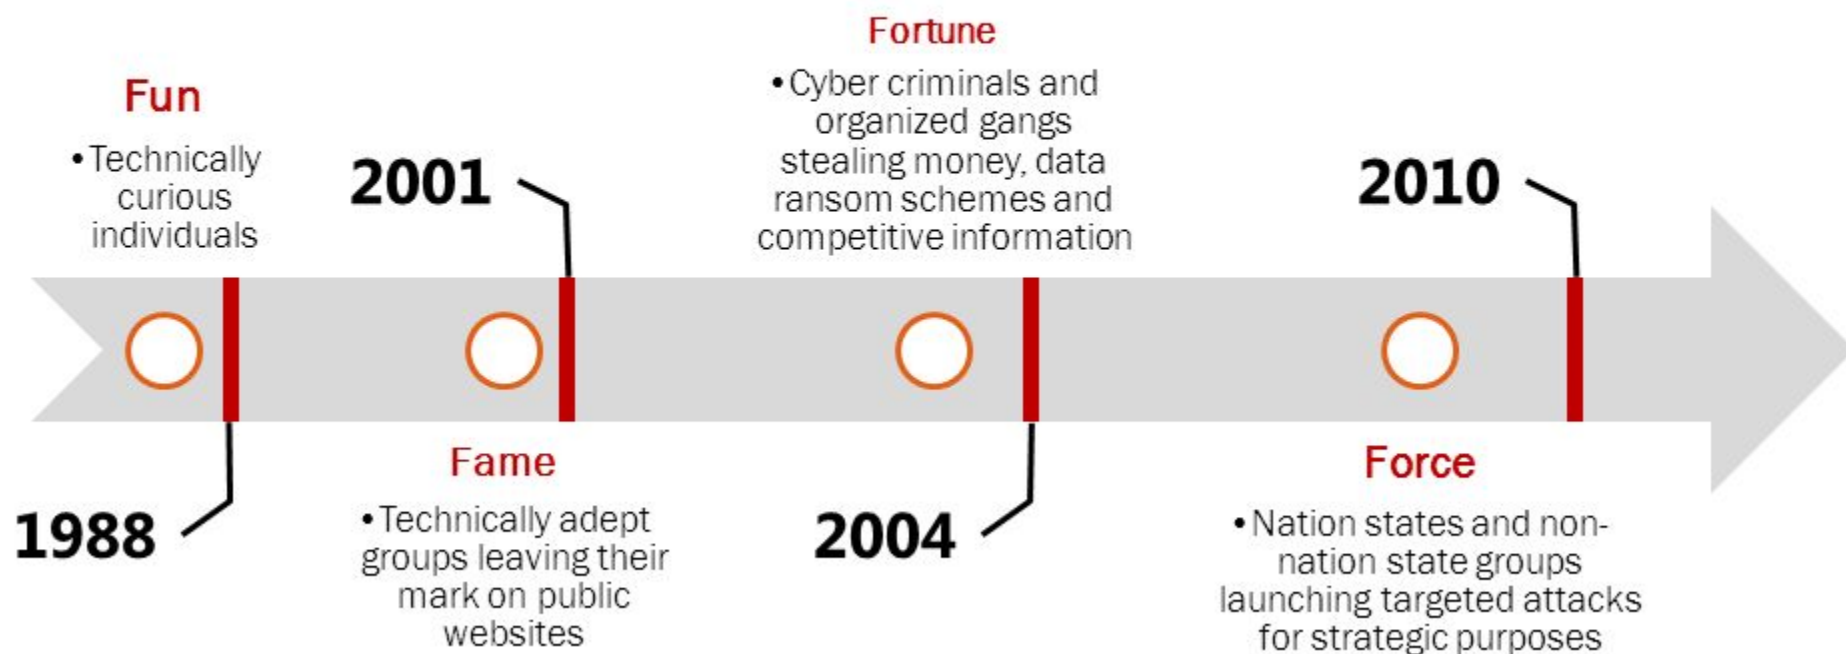 Fun
•Technically
curious
individuals
1988
2001
Fame
•Technically adept
groups leaving their
mark on public
websites
Fortune
•Cyber criminals and
organized gangs
stealing money, data
ransom schemes and
competitive information
2004
2010
Force
•Nation states and non-
nation state groups
launching targeted attacks
for strategic purposes